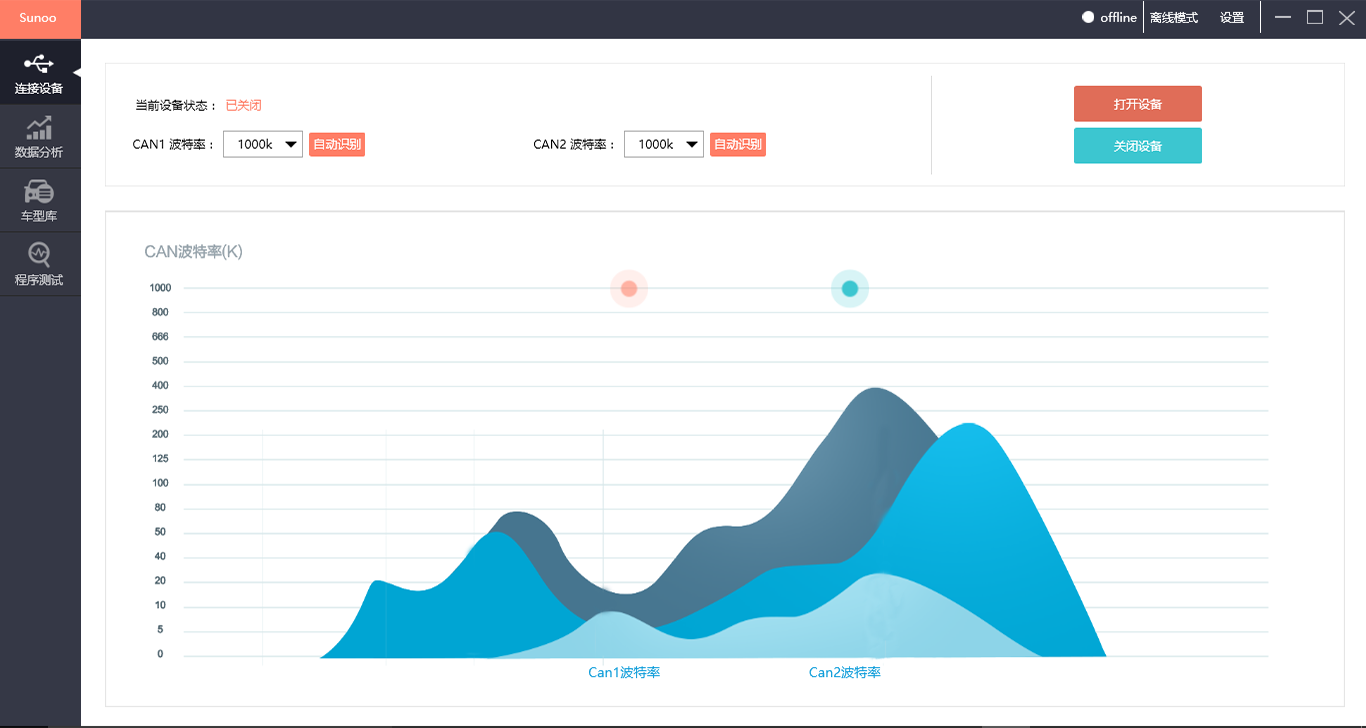 Sunoo
offline 离线模式 设置
连接设备
数据分析
车型库
程序测试
当前设备状态： 已关闭
CAN1 波特率： 1000k 自动识别
CAN2 波特率： 1000k 自动识别
打开设备
关闭设备
CAN波特率(K)
1000
800
666
500
400
250
200
125
100
80
50
40
20
10
5
0
Can1波特率
Can2波特率